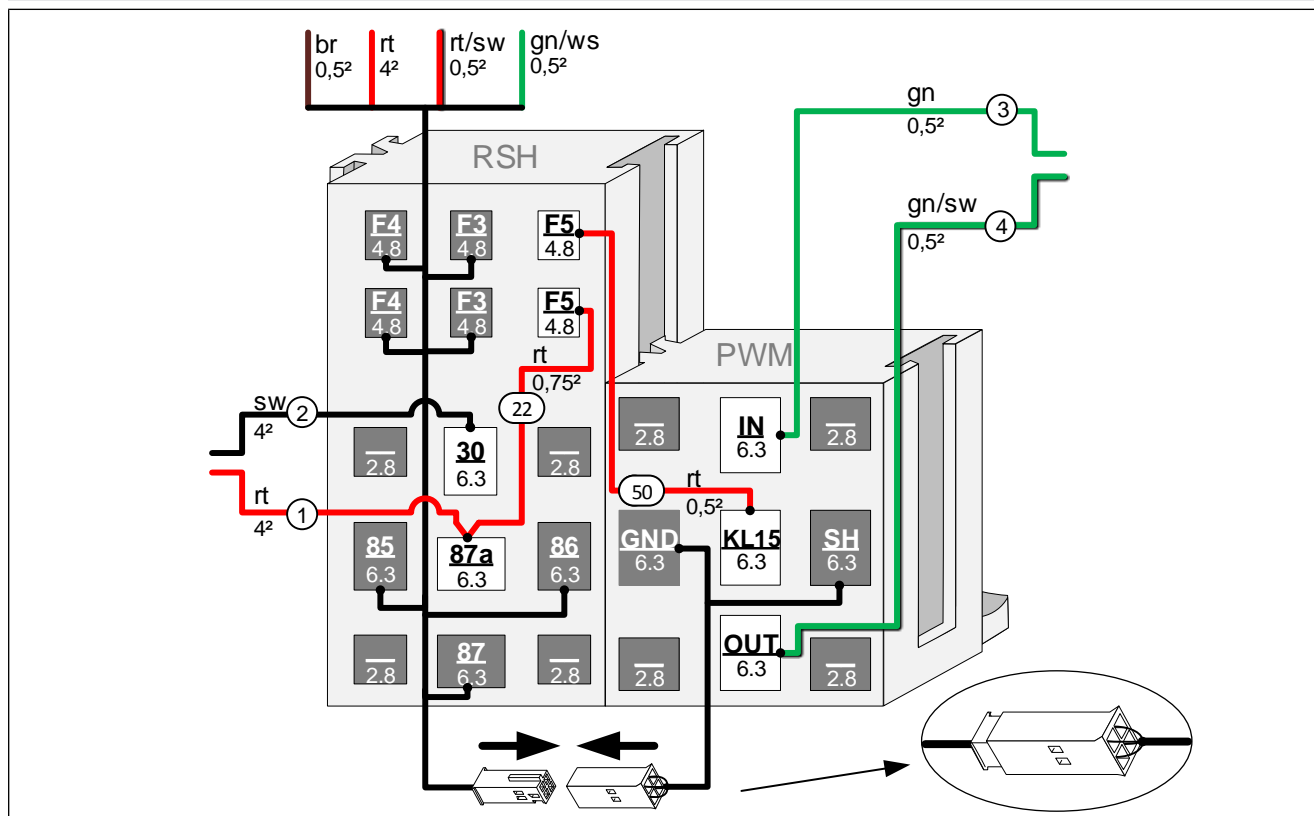 br rt rt/sw gn/ws
0,5² 4² 0,5² 0,5²
gn 3
0,5²
RSH
gn/sw 4
0,5²
F4 F3 F5
4.8 4.8 4.8
F4 F3 F5
4.8 4.8 4.8
PWM
rt
0,75²
22
sw 2
4²
30
2.8 6.3 2.8
IN
2.8 6.3 2.8
rt 1
4²
50 rt
0,5²
85 87a 86
6.3 6.3 6.3
GND KL15 SH
6.3 6.3 6.3
87
2.8 6.3 2.8
OUT
2.8 6.3 2.8